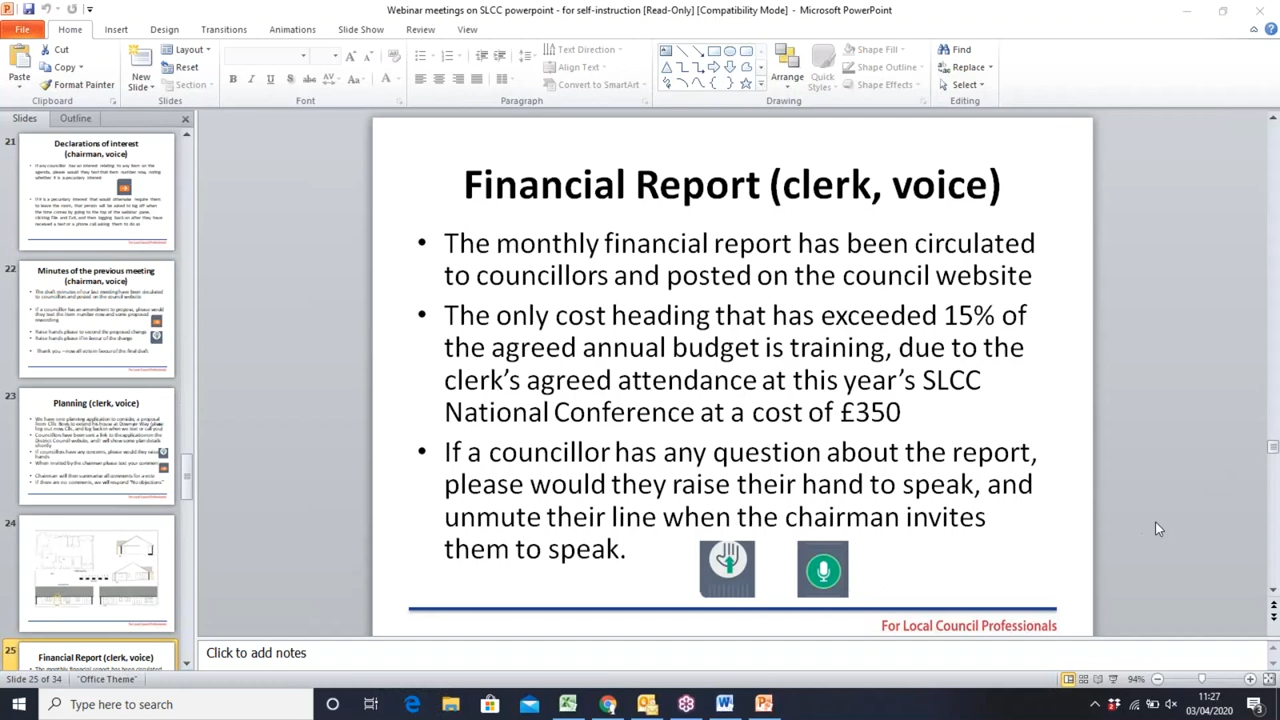 Webinar meetings on SLCC powerpoint - for self-instruction [Read-Only] [Compatibility Mode] - Microsoft PowerPoint
File Home Insert Design Transitions Animations Slide Show Review View
Cut
Copy
Format Painter
Paste
Clipboard
New
Slide
Layout
Reset
Section
Slides
Font
Text Direction
Align Text
Convert to SmartArt
Paragraph
Arrange
Quick
Styles
Shape Fill
Shape Outline
Shape Effects
Drawing
Find
Replace
Select
Editing
Slides Outline
21
Declarations of interest
(chairman, voice)
22
Minutes of the previous meeting
(chairman, voice)
23
Planning (clerk, voice)
24
25
Financial Report (clerk, voice)
Financial Report (clerk, voice)
• The monthly financial report has been circulated
to councillors and posted on the council website
• The only cost heading that has exceeded 15% of
the agreed annual budget is training, due to the
clerk’s agreed attendance at this year’s SLCC
National Conference at a cost of £350
• If a councillor has any question about the report,
please would they raise their hand to speak, and
unmute their line when the chairman invites
them to speak.
For Local Council Professionals
Click to add notes
Slide 25 of 34 "Office Theme" 94%
Type here to search
11:27
03/04/2020